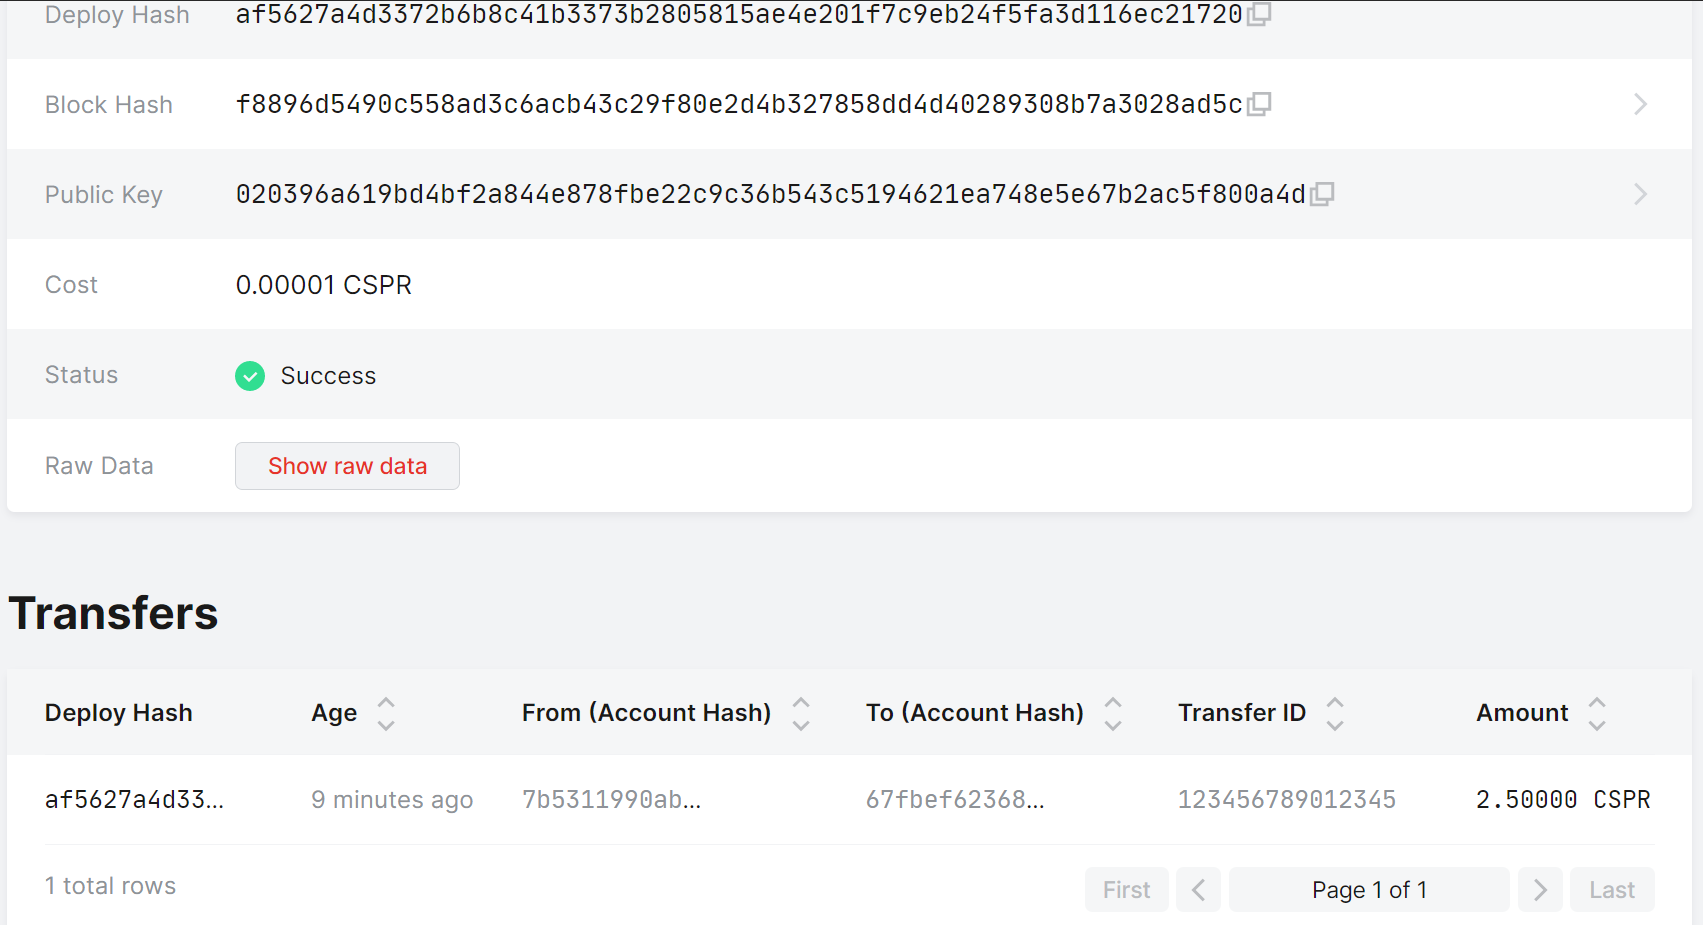 Deploy Hash af5627a4d3372b6b8c41b3373b2805815ae4e201f7c9eb24f5fa3d116ec21720
Block Hash f8896d5490c558ad3c6acb43c29f80e2d4b327858dd4d40289308b7a3028ad5c
Public Key 020396a619bd4bf2a844e878fbe22c9c36b543c5194621ea748e5e67b2ac5f800a4d
Cost 0.00001 CSPR
Status Success
Raw Data Show raw data
Transfers
Deploy Hash Age From (Account Hash) To (Account Hash) Transfer ID Amount
af5627a4d33... 9 minutes ago 7b5311990ab... 67fbef62368... 123456789012345 2.50000 CSPR
1 total rows First Page 1 of 1 Last